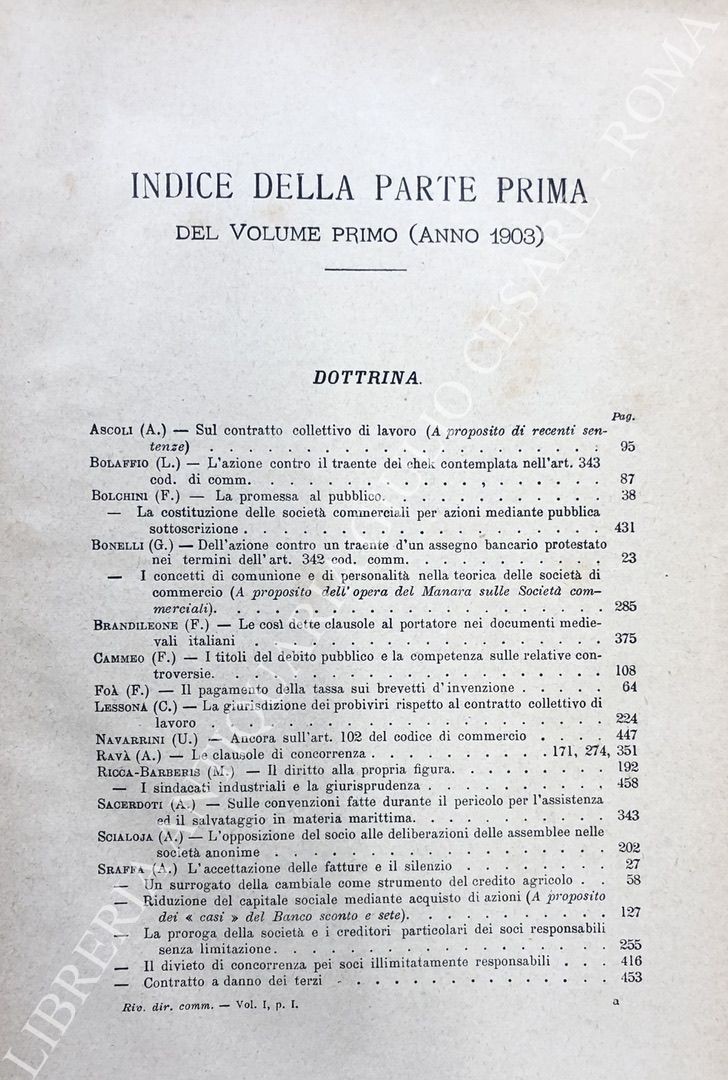 INDICE DELLA PARTE PRIMA
DEL VOLUME PRIMO (ANNO 1903)
DOTTRINA.
Pag.
ASCOLI (A.) — Sul contratto collettivo di lavoro (A proposito di recenti sen-
tenze) . . . . . . . . . . . . . . . . . . . 95
BOLAFFIO (L.) — L'azione contro il traente del chek contemplata nell'art. 343
cod. di comm. . . . . . . . . . . . . . . . . 87
BOLCHINI (F.) — La promessa al pubblico. . . . . . . . . . . 38
— La costituzione delle società commerciali per azioni mediante pubblica
sottoscrizione . . . . . . . . . . . . . . . . . 431
BONELLI (G.) — Dell'azione contro un traente d'un assegno bancario protestato
nei termini dell'art. 342 cod. comm. . . . . . . . . . 23
— I concetti di comunione e di personalità nella teorica delle società di
commercio (A proposito dell'opera del Manara sulle Società com-
merciali). . . . . . . . . . . . . . . . . . . 285
BRANDILEONE (F.) — Le così dette clausole al portatore nei documenti medie-
vali italiani . . . . . . . . . . . . . . . . . 375
CAMMEO (F.) — I titoli del debito pubblico e la competenza sulle relative con-
troversie. . . . . . . . . . . . . . . . . . . 108
FOÀ (F.) — Il pagamento della tassa sui brevetti d'invenzione . . . . . 64
LESSONA (C.) — La giurisdizione dei probiviri rispetto al contratto collettivo di
lavoro . . . . . . . . . . . . . . . . . . . 224
NAVARRINI (U.) — Ancora sull'art. 102 del codice di commercio . . . . 447
RAVÀ (A.) — Le clausole di concorrenza . . . . . . . . . 171, 274, 351
RICCA-BARBERIS (M.) — Il diritto alla propria figura. . . . . . . . . 192
— I sindacati industriali e la giurisprudenza . . . . . . . . . 458
SACERDOTI (A.) — Sulle convenzioni fatte durante il pericolo per l'assistenza
ed il salvataggio in materia marittima. . . . . . . . . . 343
SCIALOJA (A.) — L'opposizione del socio alle deliberazioni delle assemblee nelle
società anonime . . . . . . . . . . . . . . . . 202
SRAFFA (A.) L'accettazione delle fatture e il silenzio . . . . . . . 27
— Un surrogato della cambiale come strumento del credito agricolo . . 58
— Riduzione del capitale sociale mediante acquisto di azioni (A proposito
dei « casi » del Banco sconto e sete). . . . . . . . . . . 127
— La proroga della società e i creditori particolari dei soci responsabili
senza limitazione. . . . . . . . . . . . . . . . 255
— Il divieto di concorrenza pei soci illimitatamente responsabili . . . 416
— Contratto a danno dei terzi . . . . . . . . . . . . . 453
Riv. dir. comm. — Vol. I, p. I.
a
LIBRERIA ANTIQUARIA GIULIO CESARE - ROMA